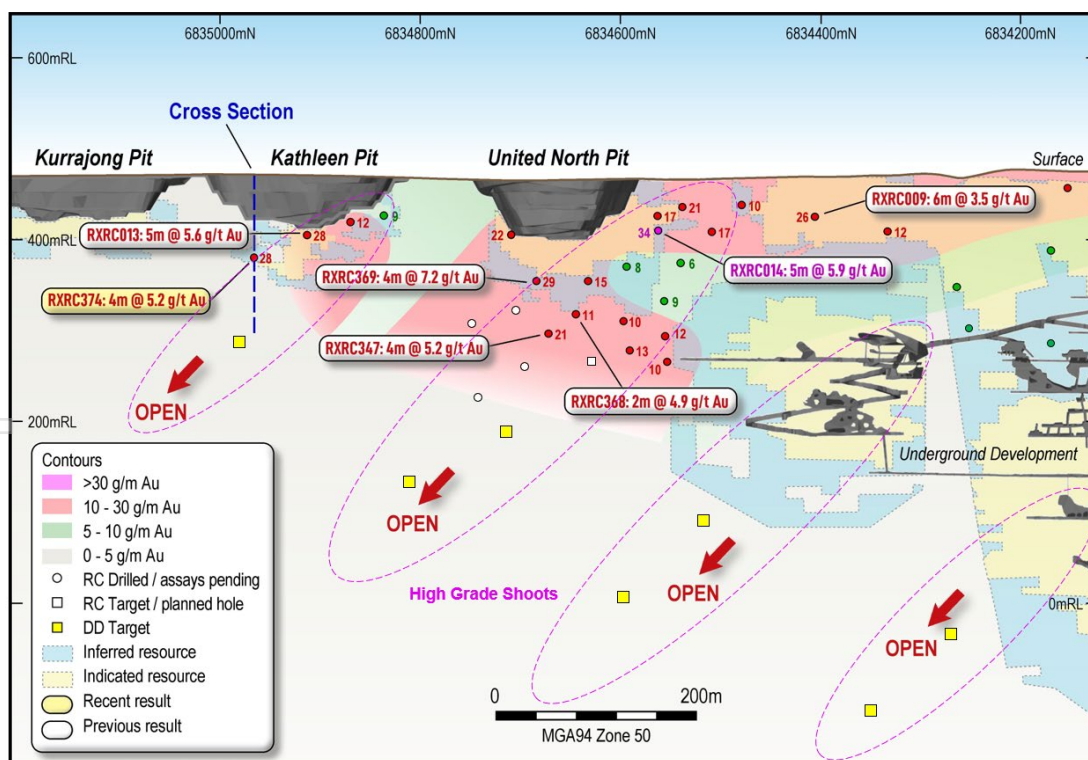 6835000mN
6834800mN
6834600mN
6834400mN
6834200mN
600mRL
Cross Section
Kurrajong Pit
Kathleen Pit
United North Pit
Surface
RXRC009: 6m @ 3.5 g/t Au
9
12
28
22
17
21
10
26
12
34
17
400mRL
RXRC013: 5m @ 5.6 g/t Au
28
RXRC369: 4m @ 7.2 g/t Au
RXRC014: 5m @ 5.9 g/t Au
8
6
29
15
RXRC374: 4m @ 5.2 g/t Au
9
11
10
12
RXRC347: 4m @ 5.2 g/t Au
21
13
10
RXRC368: 2m @ 4.9 g/t Au
OPEN
200mRL
Underground Development
Contours
>30 g/m Au
10 - 30 g/m Au
5 - 10 g/m Au
0 - 5 g/m Au
RC Drilled / assays pending
RC Target / planned hole
DD Target
Inferred resource
Indicated resource
Recent result
Previous result
OPEN
High Grade Shoots
OPEN
0mRL
OPEN
0
200m
MGA94 Zone 50